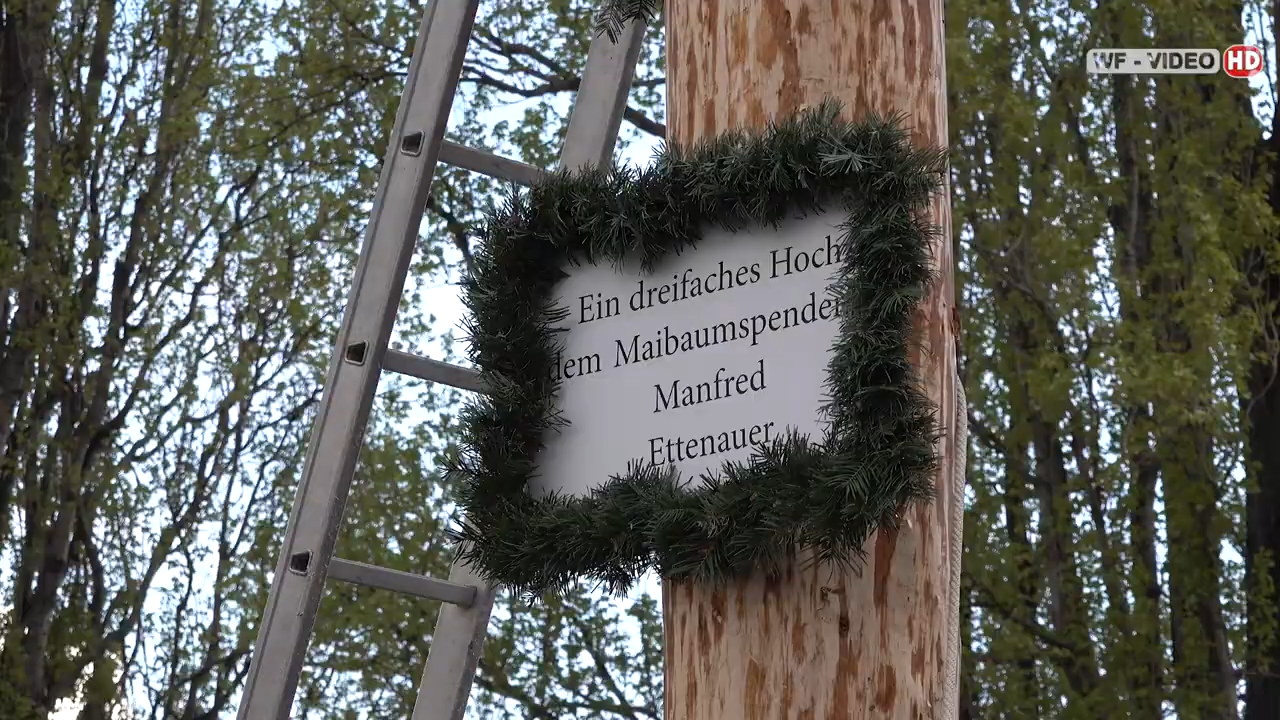 WF - VIDEO HD
Ein dreifaches Hoch
dem Maibaumspender
Manfred
Ettenauer